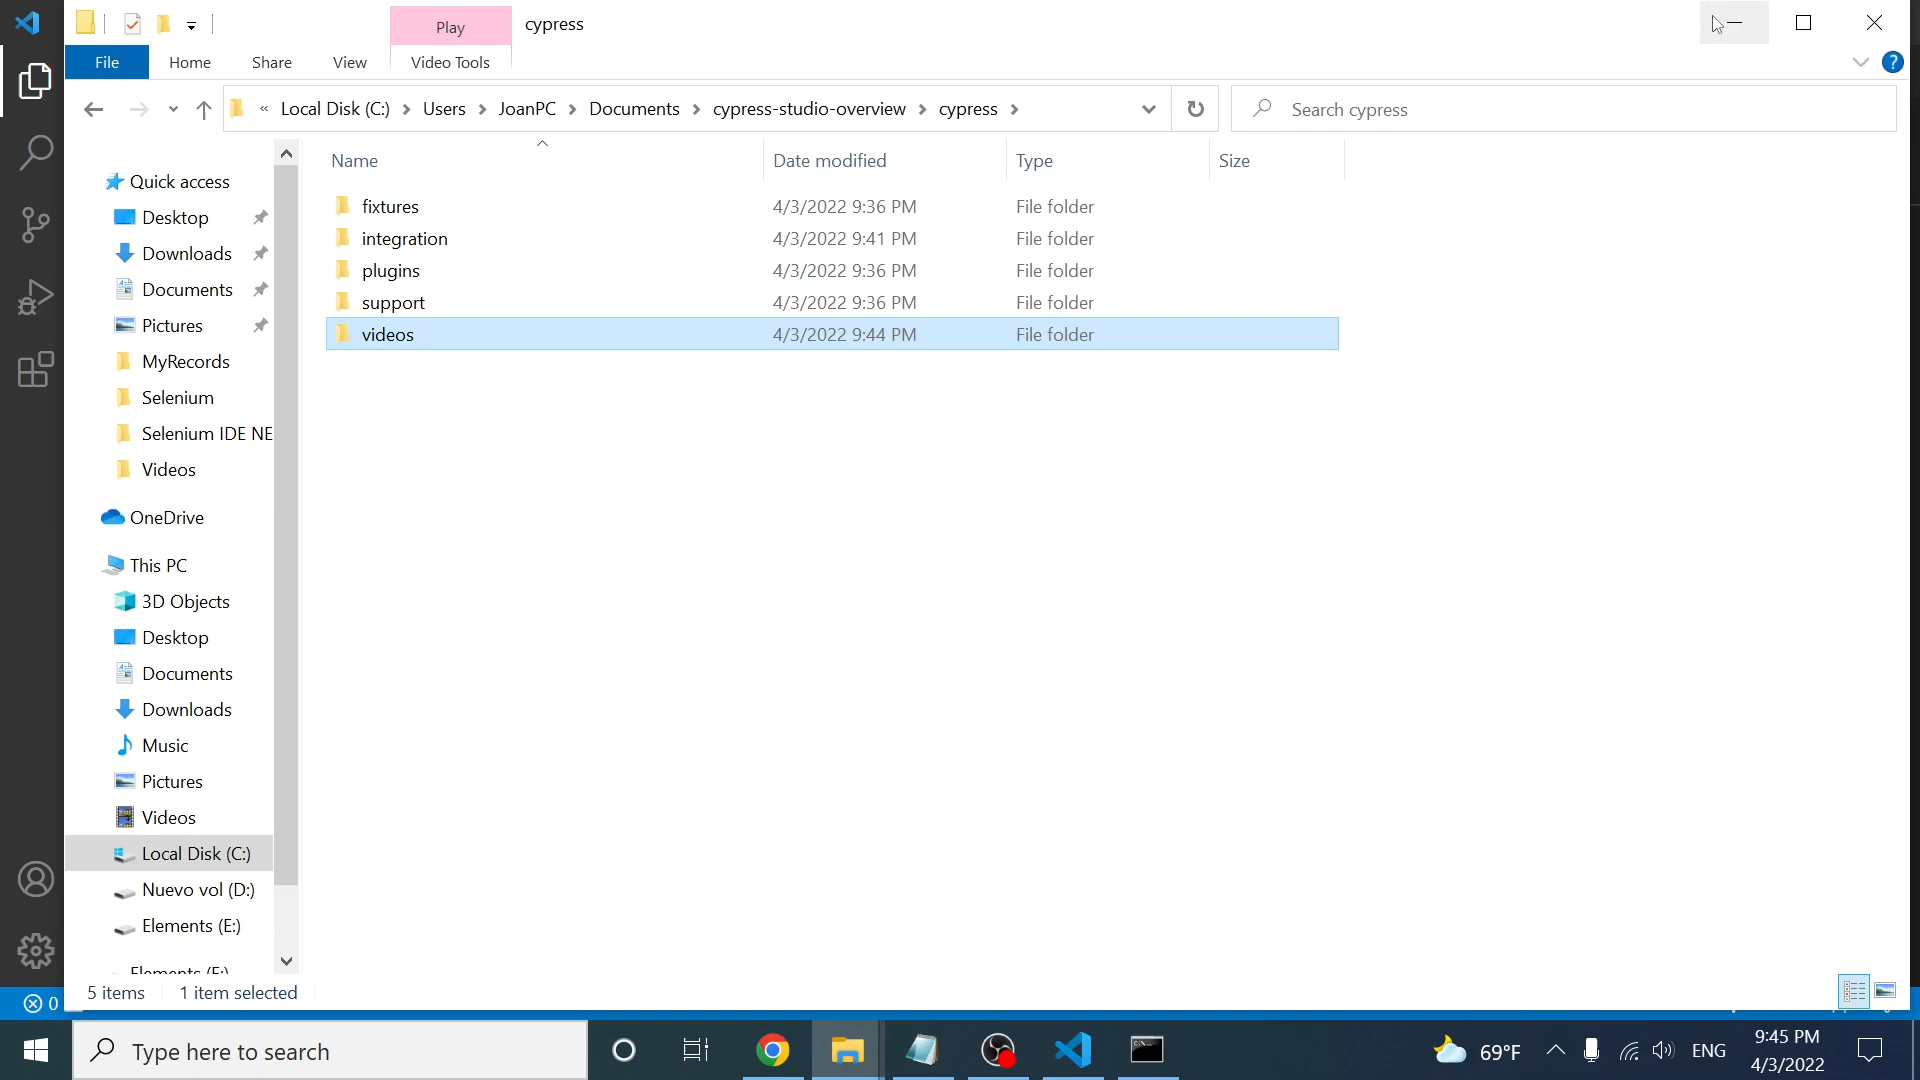 Play
cypress
File
Home
Share
View
Video Tools
?
« Local Disk (C:) > Users > JoanPC > Documents > cypress-studio-overview > cypress >
Search cypress
Name
Date modified
Type
Size
fixtures 4/3/2022 9:36 PM File folder
integration 4/3/2022 9:41 PM File folder
plugins 4/3/2022 9:36 PM File folder
support 4/3/2022 9:36 PM File folder
videos 4/3/2022 9:44 PM File folder
Quick access
Desktop
Downloads
Documents
Pictures
MyRecords
Selenium
Selenium IDE NE
Videos
OneDrive
This PC
3D Objects
Desktop
Documents
Downloads
Music
Pictures
Videos
Local Disk (C:)
Nuevo vol (D:)
Elements (E:)
Elements (E:)
5 items
1 item selected
0
Type here to search
69°F
ENG
9:45 PM
4/3/2022